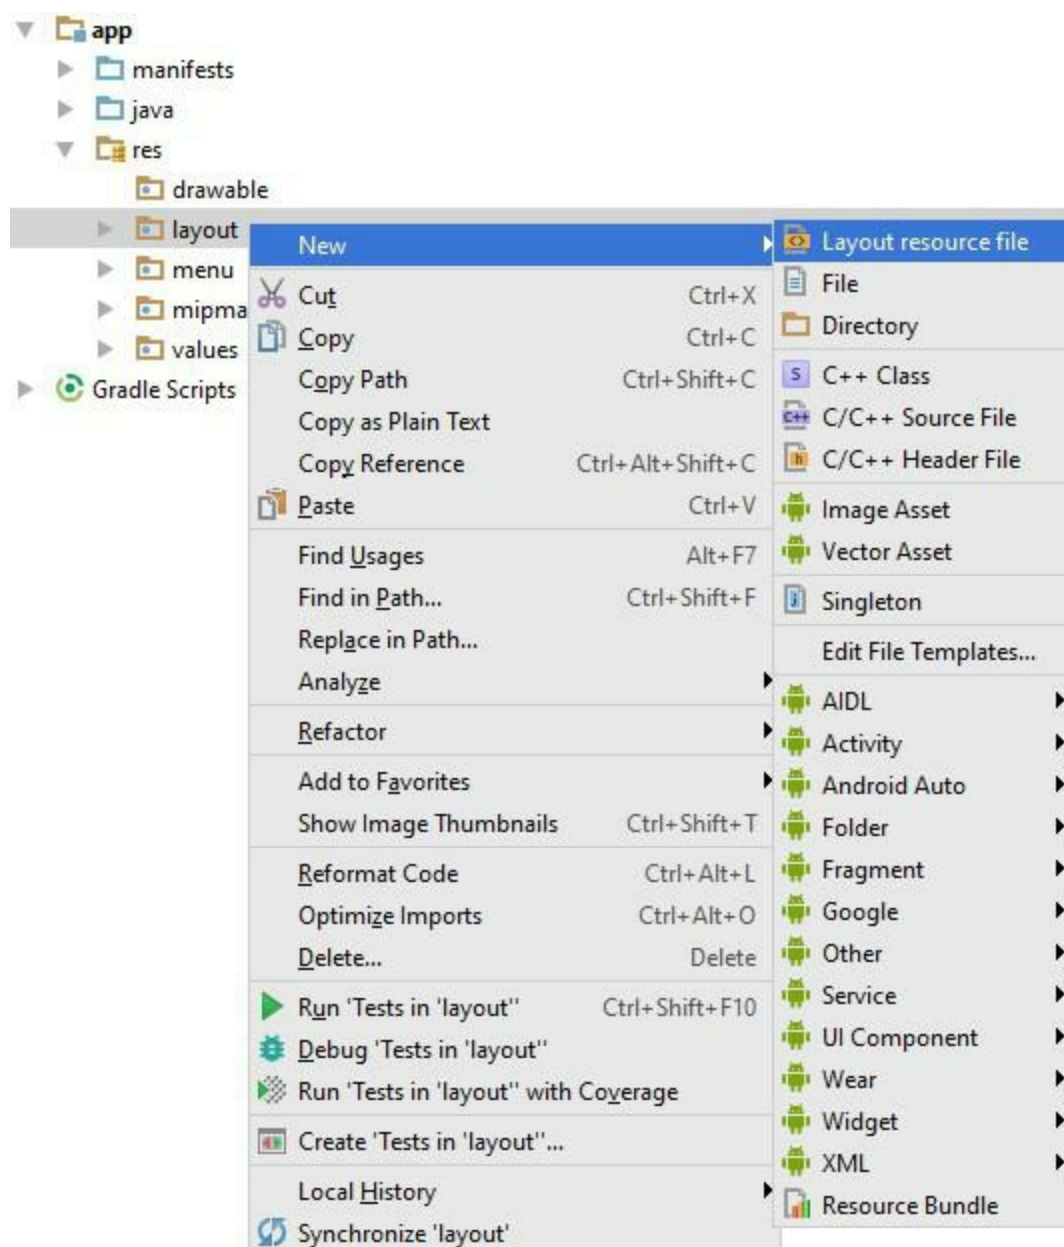 app
manifests
java
res
drawable
layout
menu
mipma
values
Gradle Scripts
New
Cut Ctrl+X
Copy Ctrl+C
Copy Path Ctrl+Shift+C
Copy as Plain Text
Copy Reference Ctrl+Alt+Shift+C
Paste Ctrl+V
Find Usages Alt+F7
Find in Path... Ctrl+Shift+F
Replace in Path...
Analyze
Refactor
Add to Favorites
Show Image Thumbnails Ctrl+Shift+T
Reformat Code Ctrl+Alt+L
Optimize Imports Ctrl+Alt+O
Delete... Delete
Run 'Tests in 'layout'' Ctrl+Shift+F10
Debug 'Tests in 'layout''
Run 'Tests in 'layout'' with Coverage
Create 'Tests in 'layout''...
Local History
Synchronize 'layout'
Layout resource file
File
Directory
S C++ Class
C++ C/C++ Source File
h C/C++ Header File
Image Asset
Vector Asset
j Singleton
Edit File Templates...
AIDL
Activity
Android Auto
Folder
Fragment
Google
Other
Service
UI Component
Wear
Widget
XML
Resource Bundle